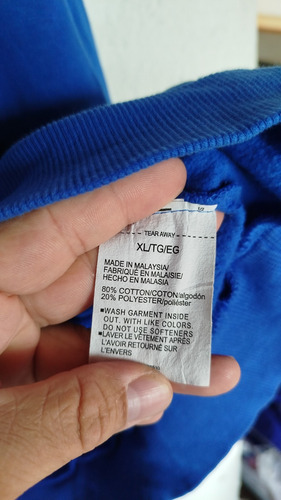 TEAR AWAY
XL/TG/EG
MADE IN MALAYSIA/
FABRIQUÉ EN MALAISIE/
HECHO EN MALASIA
80% COTTON/COTON/algodón
20% POLYESTER/poliéster
■WASH GARMENT INSIDE
OUT. WITH LIKE COLORS.
DO NOT USE SOFTENERS
■LAVER LE VÊTEMENT APRÈS
L'AVOIR RETOURNÉ SUR
L'ENVERS